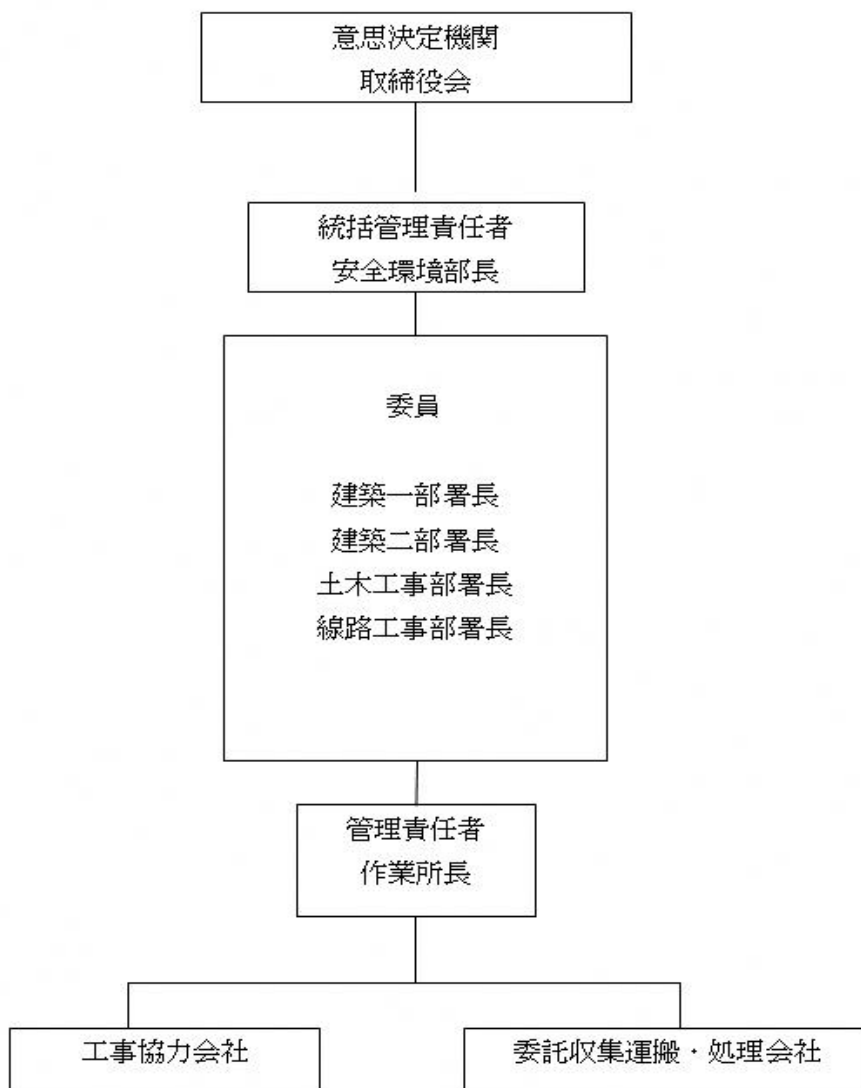 意思決定機関
取締役会
統括管理責任者
安全環境部長
委員
建築一部署長
建築二部署長
土木工事部署長
線路工事部署長
管理責任者
作業所長
工事協力会社
委託収集運搬・処理会社